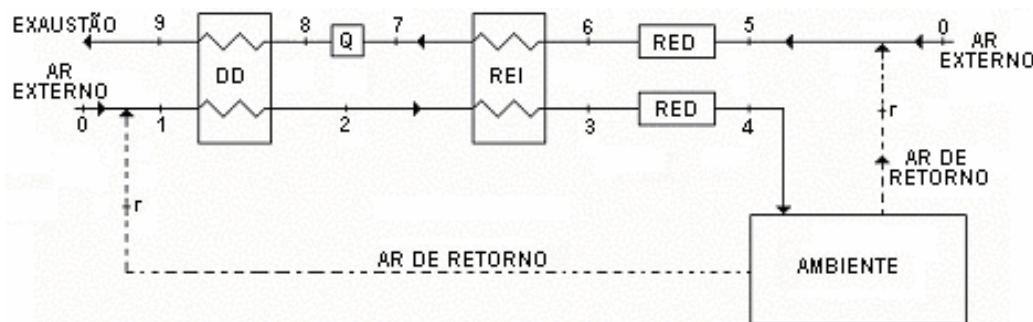 EXAUSTÃO 9 8 Q 7 6 RED 5 0 AR
EXTERNO
DD REI
AR
EXTERNO
0 1 2 3 RED 4
r
r
AR DE
RETORNO
AR DE RETORNO
AMBIENTE